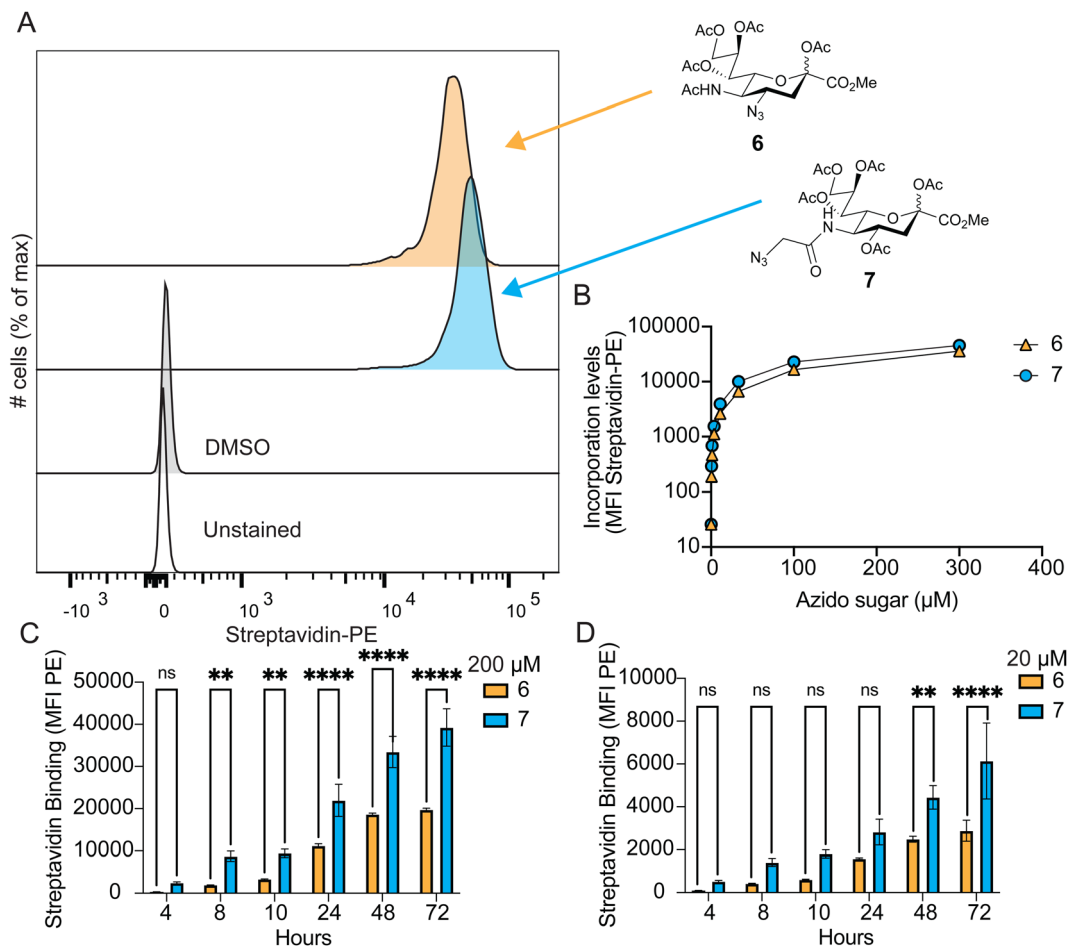 A
# cells (% of max)
DMSO
Unstained
-10 3
0
10 3
10 4
10 5
Streptavidin-PE
AcO
OAc
AcO
OAc
O
CO2Me
AcHN
N3
6
AcO
OAc
AcO
OAc
O
CO2Me
H
N
OAc
N3
O
7
B
Incorporation levels
(MFI Streptavidin-PE)
100000
10000
1000
100
10
0
100
200
300
400
Azido sugar (µM)
6
7
C
Streptavidin Binding (MFI PE)
50000
40000
30000
20000
10000
0
ns
**
**
****
****
****
200 µM
6
7
4
8
10
24
48
72
Hours
D
Streptavidin Binding (MFI PE)
8000
6000
4000
2000
0
ns
ns
ns
ns
**
****
20 µM
6
7
4
8
10
24
48
72
Hours